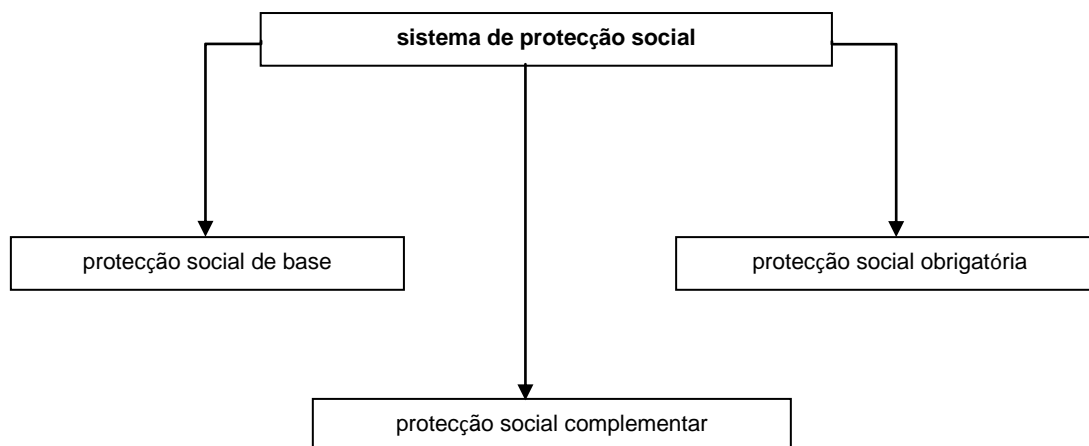 sistema de protecção social
protecção social de base
protecção social obrigatória
protecção social complementar